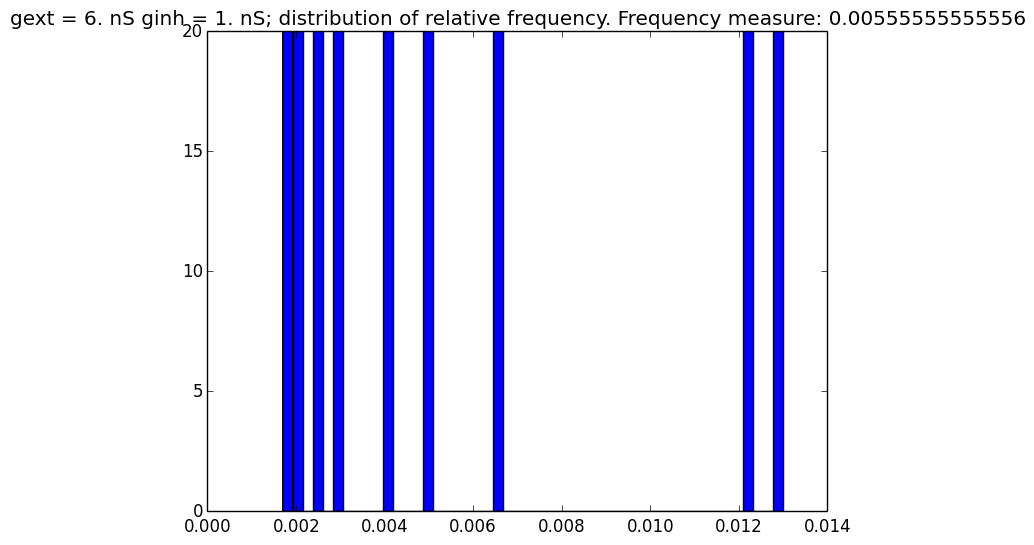 gext = 6. nS ginh = 1. nS; distribution of relative frequency. Frequency measure: 0.00555555555556
20
15
10
5
0
0.000 0.002 0.004 0.006 0.008 0.010 0.012 0.014